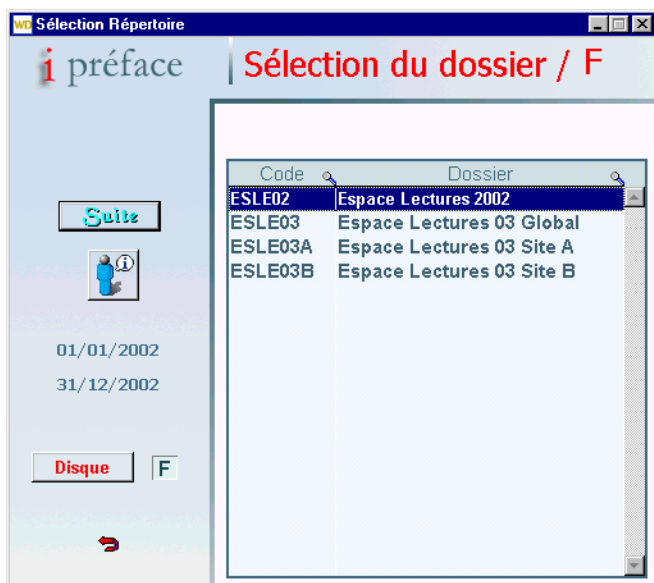 WD Sélection Répertoire
i préface
Sélection du dossier / F
Code Dossier
ESLE02 Espace Lectures 2002
ESLE03 Espace Lectures 03 Global
ESLE03A Espace Lectures 03 Site A
ESLE03B Espace Lectures 03 Site B
Suite
i
01/01/2002
31/12/2002
Disque F